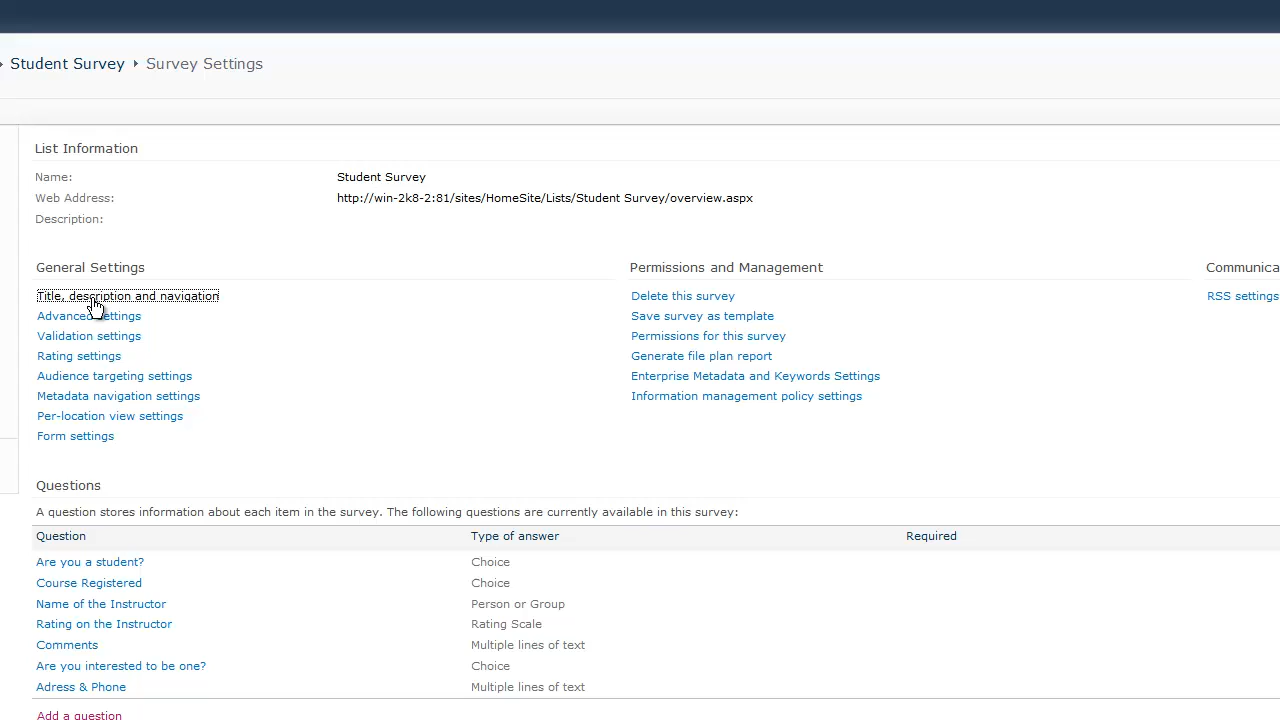 Student Survey Survey Settings
List Information
Name: Student Survey
Web Address: http://win-2k8-2:81/sites/HomeSite/Lists/Student Survey/overview.aspx
Description:
General Settings Permissions and Management Communica
Title, description and navigation Delete this survey RSS settings
Advanced settings Save survey as template
Validation settings Permissions for this survey
Rating settings Generate file plan report
Audience targeting settings Enterprise Metadata and Keywords Settings
Metadata navigation settings Information management policy settings
Per-location view settings
Form settings
Questions
A question stores information about each item in the survey. The following questions are currently available in this survey:
Question Type of answer Required
Are you a student? Choice
Course Registered Choice
Name of the Instructor Person or Group
Rating on the Instructor Rating Scale
Comments Multiple lines of text
Are you interested to be one? Choice
Adress & Phone Multiple lines of text
Add a question